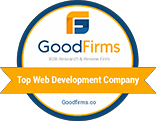 GoodFirms
B2B Research & Review Firm
Top Web Development Company
Goodfirms.co